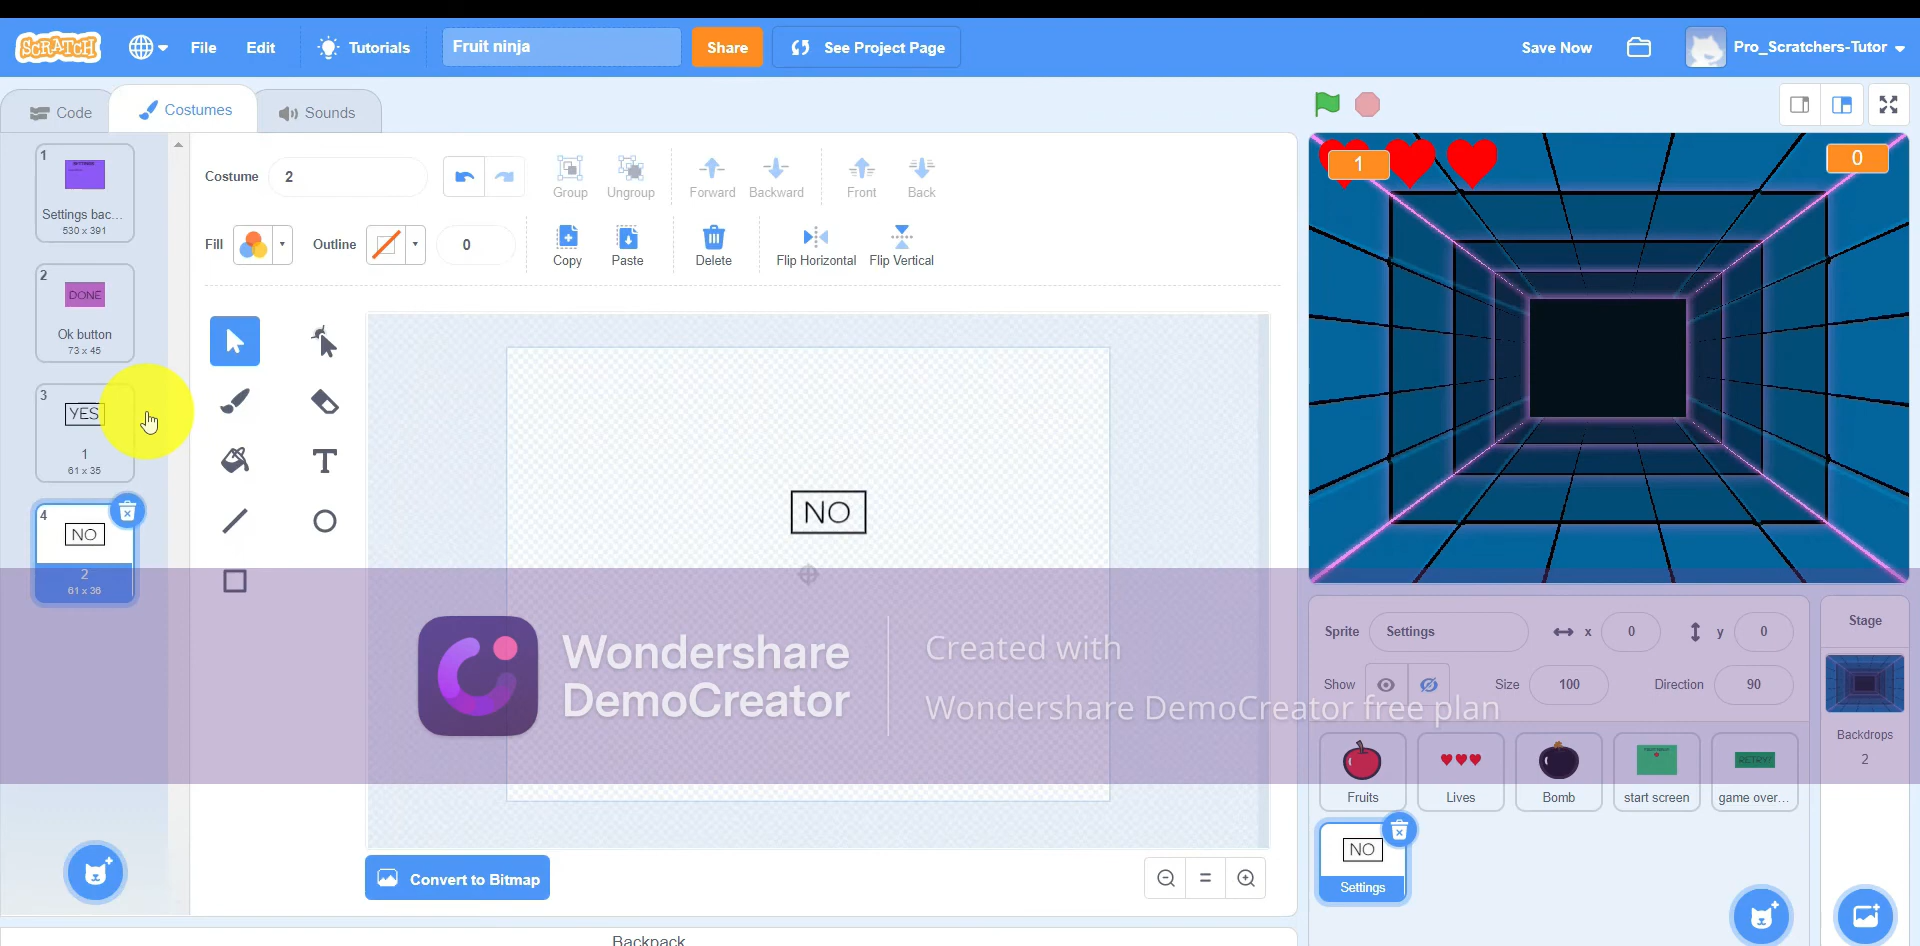 SCRATCH
File
Edit
Tutorials
Fruit ninja
Share
See Project Page
Save Now
Pro_Scratchers-Tutor
Code
Costumes
Sounds
1
Settings bac...
530 x 391
2
DONE
Ok button
73 x 45
3
YES
1
61 x 35
4
NO
2
61 x 36
Costume
2
Group
Ungroup
Forward
Backward
Front
Back
Fill
Outline
0
Copy
Paste
Delete
Flip Horizontal
Flip Vertical
NO
Convert to Bitmap
Backpack
1
0
Sprite
Settings
x
0
y
0
Show
Size
100
Direction
90
Fruits
Lives
Bomb
RETRY!
start screen
game over...
NO
Settings
Stage
Backdrops
2
Wondershare
DemoCreator
Created with
Wondershare DemoCreator free plan